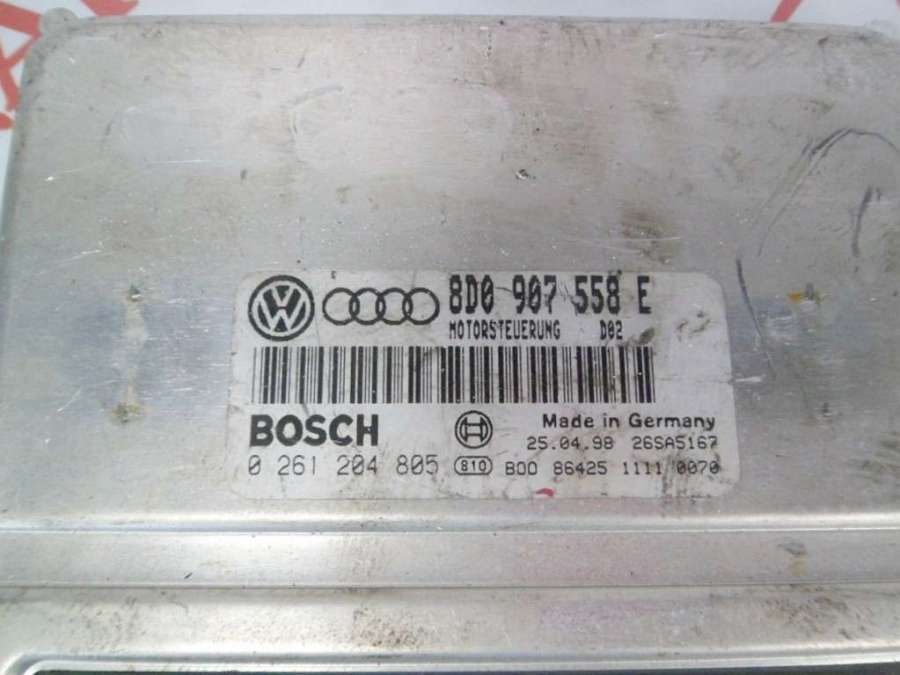 8D0 907 558 E
MOTORSTEUERUNG D02
BOSCH
Made in Germany
25.04.98 26SA5167
0 261 204 805 810 BOO 86425 1111 0070